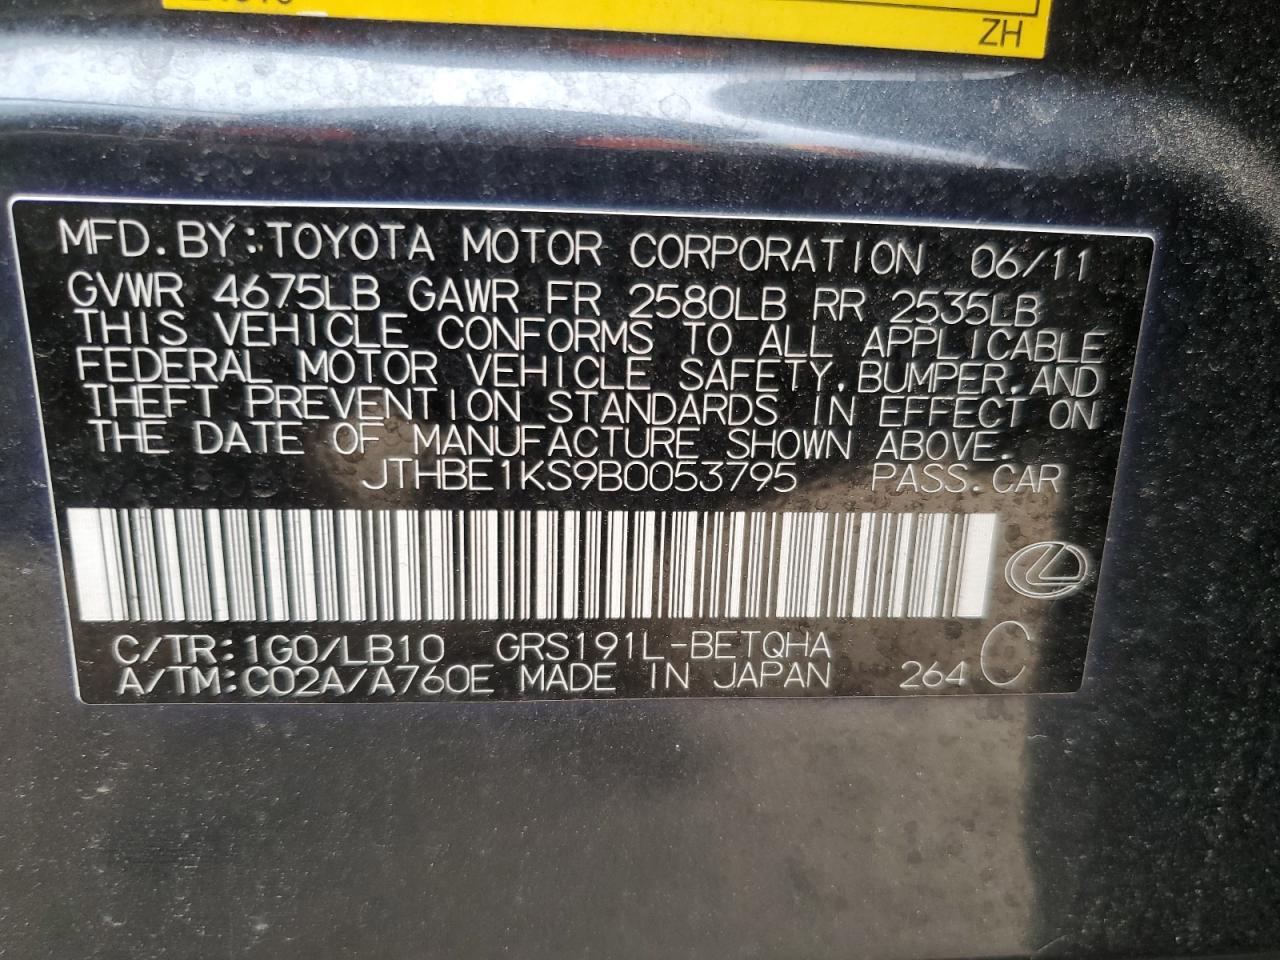 ZH
MFD.BY:TOYOTA MOTOR CORPORATION 06/11
GVWR 4675LB GAWR FR 2580LB RR 2535LB
THIS VEHICLE CONFORMS TO ALL APPLICABLE
FEDERAL MOTOR VEHICLE SAFETY,BUMPER,AND
THEFT PREVENTION STANDARDS IN EFFECT ON
THE DATE OF MANUFACTURE SHOWN ABOVE.
JTHBE1KS9B0053795 PASS.CAR
C/TR:1G0/LB10 GRS191L-BETQHA
A/TM:C02A/A760E MADE IN JAPAN 264 C